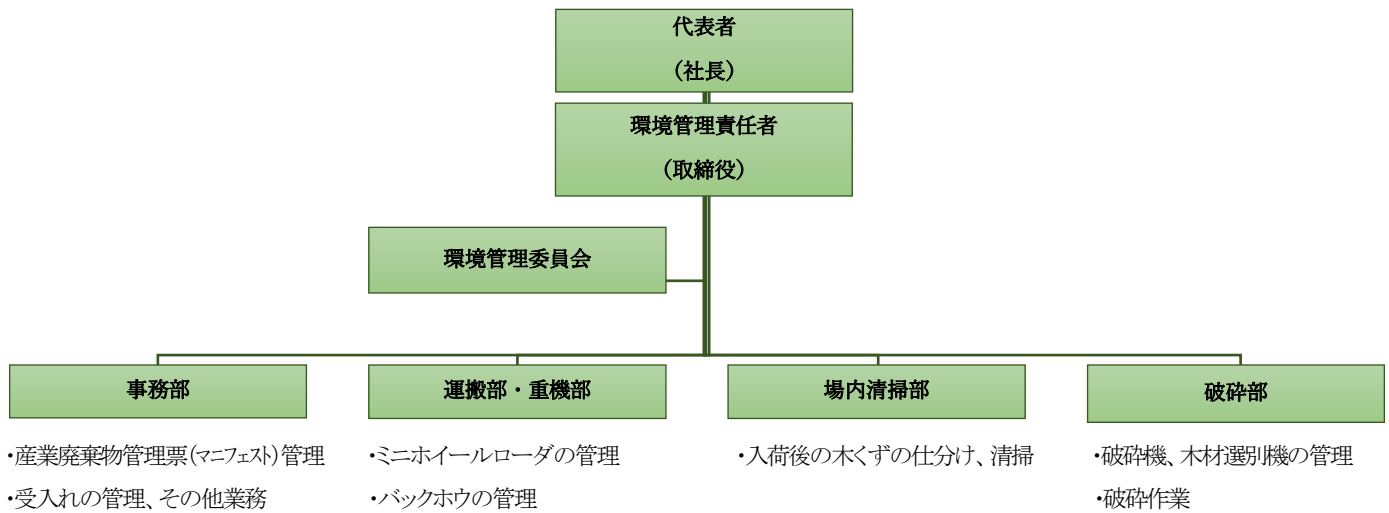 代表者
（社長）
環境管理責任者
（取締役）
環境管理委員会
事務部
運搬部・重機部
場内清掃部
破砕部
・産業廃棄物管理票（マニフェスト）管理
・受入れの管理、その他業務
・ミニホイールローダの管理
・バックホウの管理
・入荷後の木くずの仕分け、清掃
・破砕機、木材選別機の管理
・破砕作業